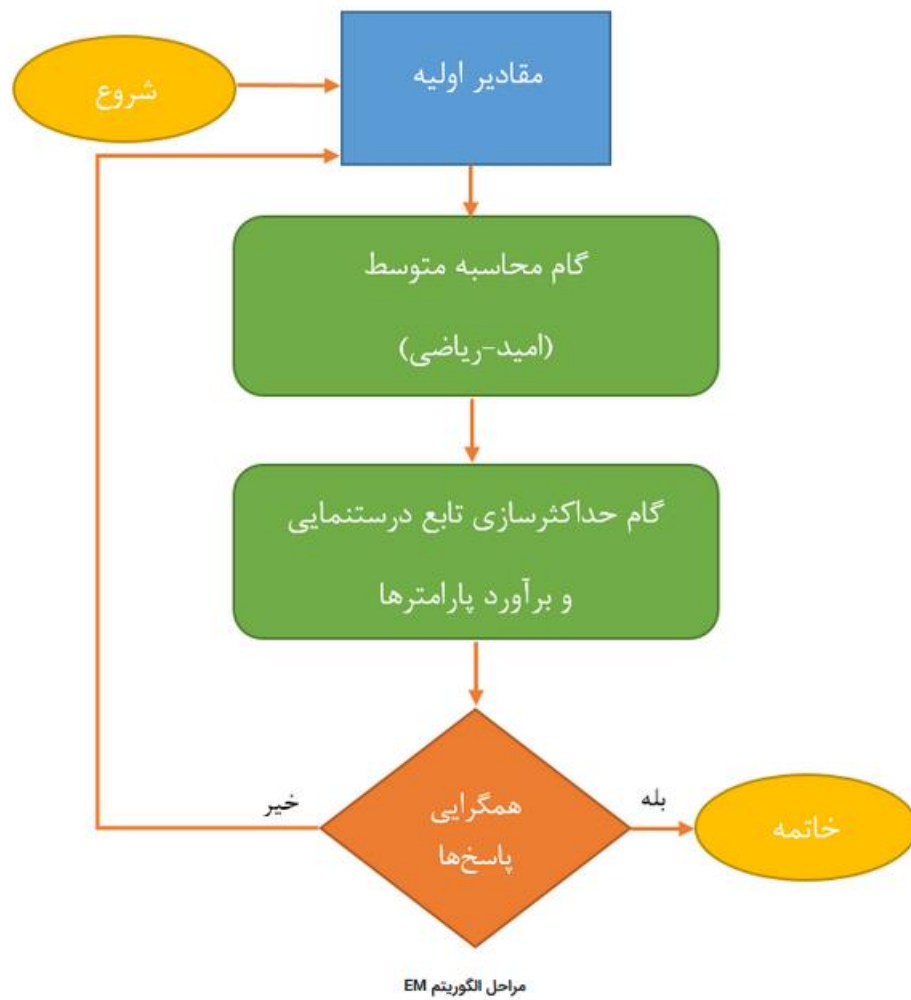 شروع
مقادیر اولیه
گام محاسبه متوسط
(امید-ریاضی)
گام حداکثرسازی تابع درستنمایی
و برآورد پارامترها
همگرایی
پاسخ‌ها
خیر
بله
خاتمه
مراحل الگوریتم EM